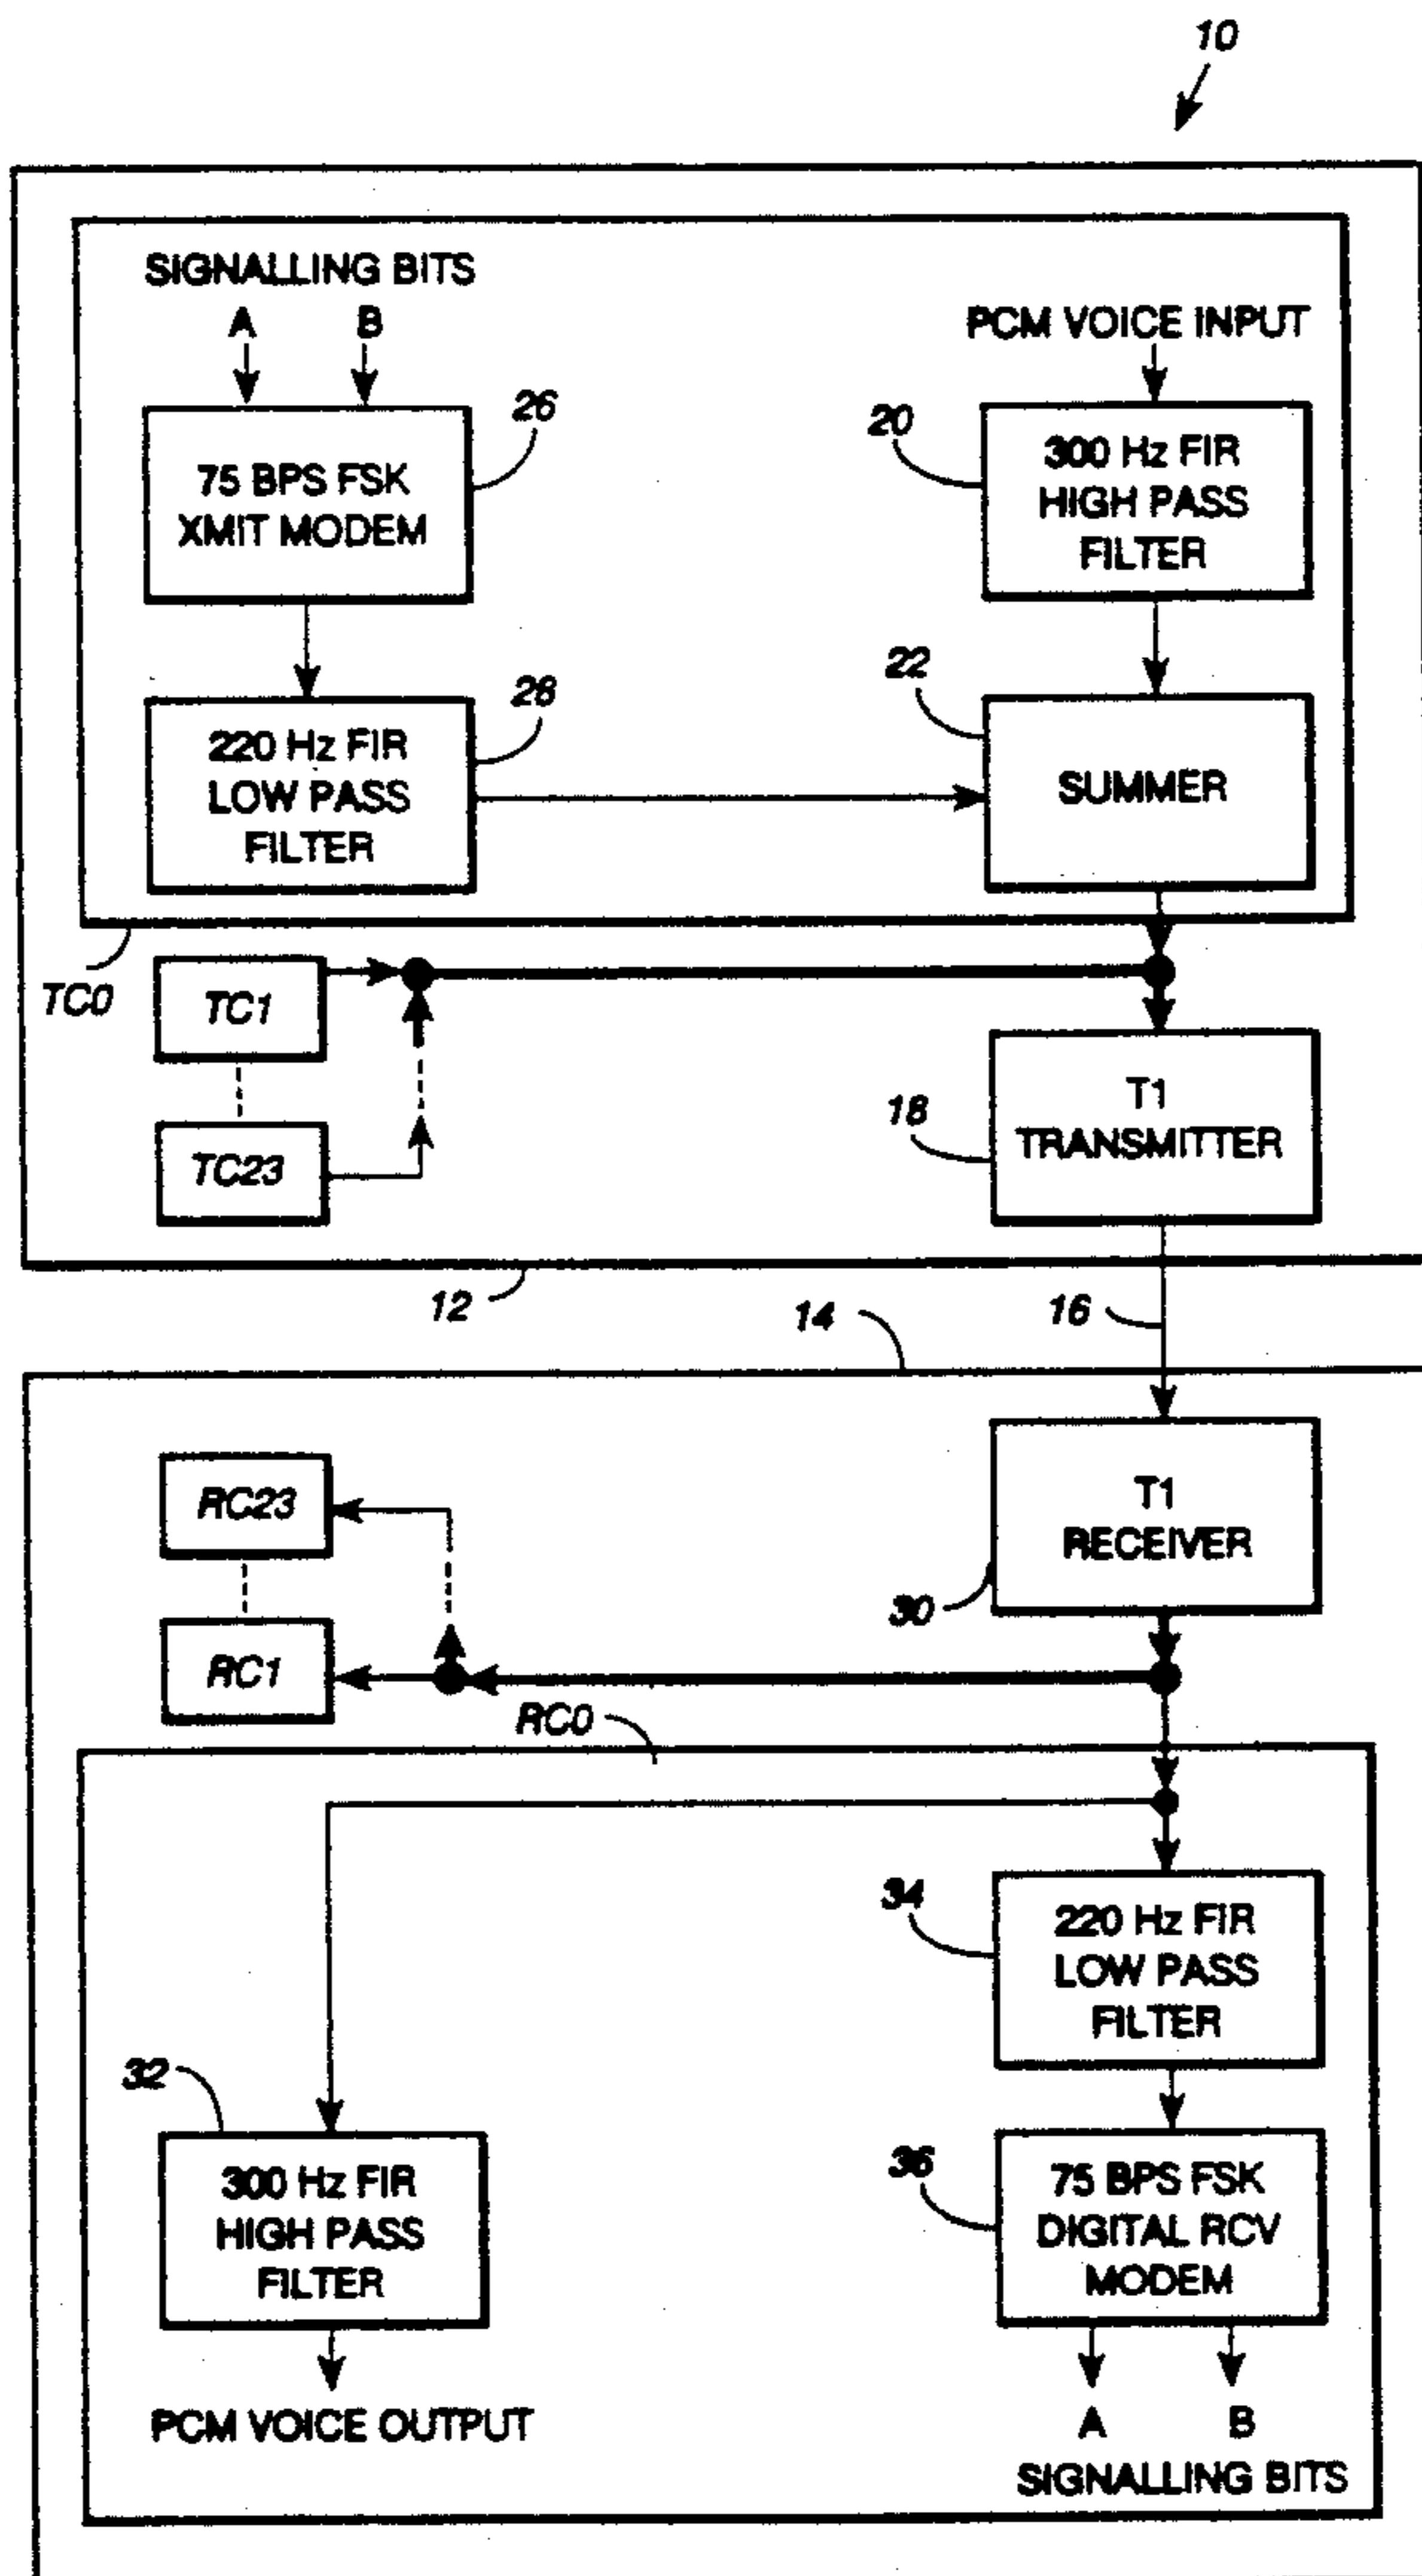 10
SIGNALLING BITS
A B
PCM VOICE INPUT
26
20
75 BPS FSK
XMIT MODEM
300 Hz FIR
HIGH PASS
FILTER
28
22
220 Hz FIR
LOW PASS
FILTER
SUMMER
TC0
TC1
TC23
18
T1
TRANSMITTER
12
14
16
RC23
RC1
T1
RECEIVER
30
RC0
34
220 Hz FIR
LOW PASS
FILTER
32
300 Hz FIR
HIGH PASS
FILTER
36
75 BPS FSK
DIGITAL RCV
MODEM
PCM VOICE OUTPUT
A B
SIGNALLING BITS